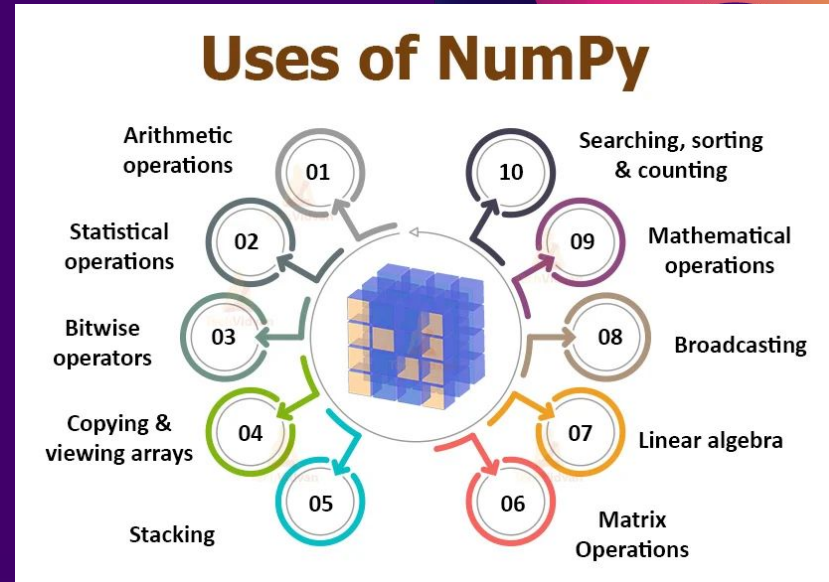 Uses of NumPy
Arithmetic
operations
01
Statistical
operations
02
Bitwise
operators
03
Copying &
viewing arrays
04
Stacking
05
Matrix
Operations
06
Linear algebra
07
Broadcasting
08
Mathematical
operations
09
Searching, sorting
& counting
10